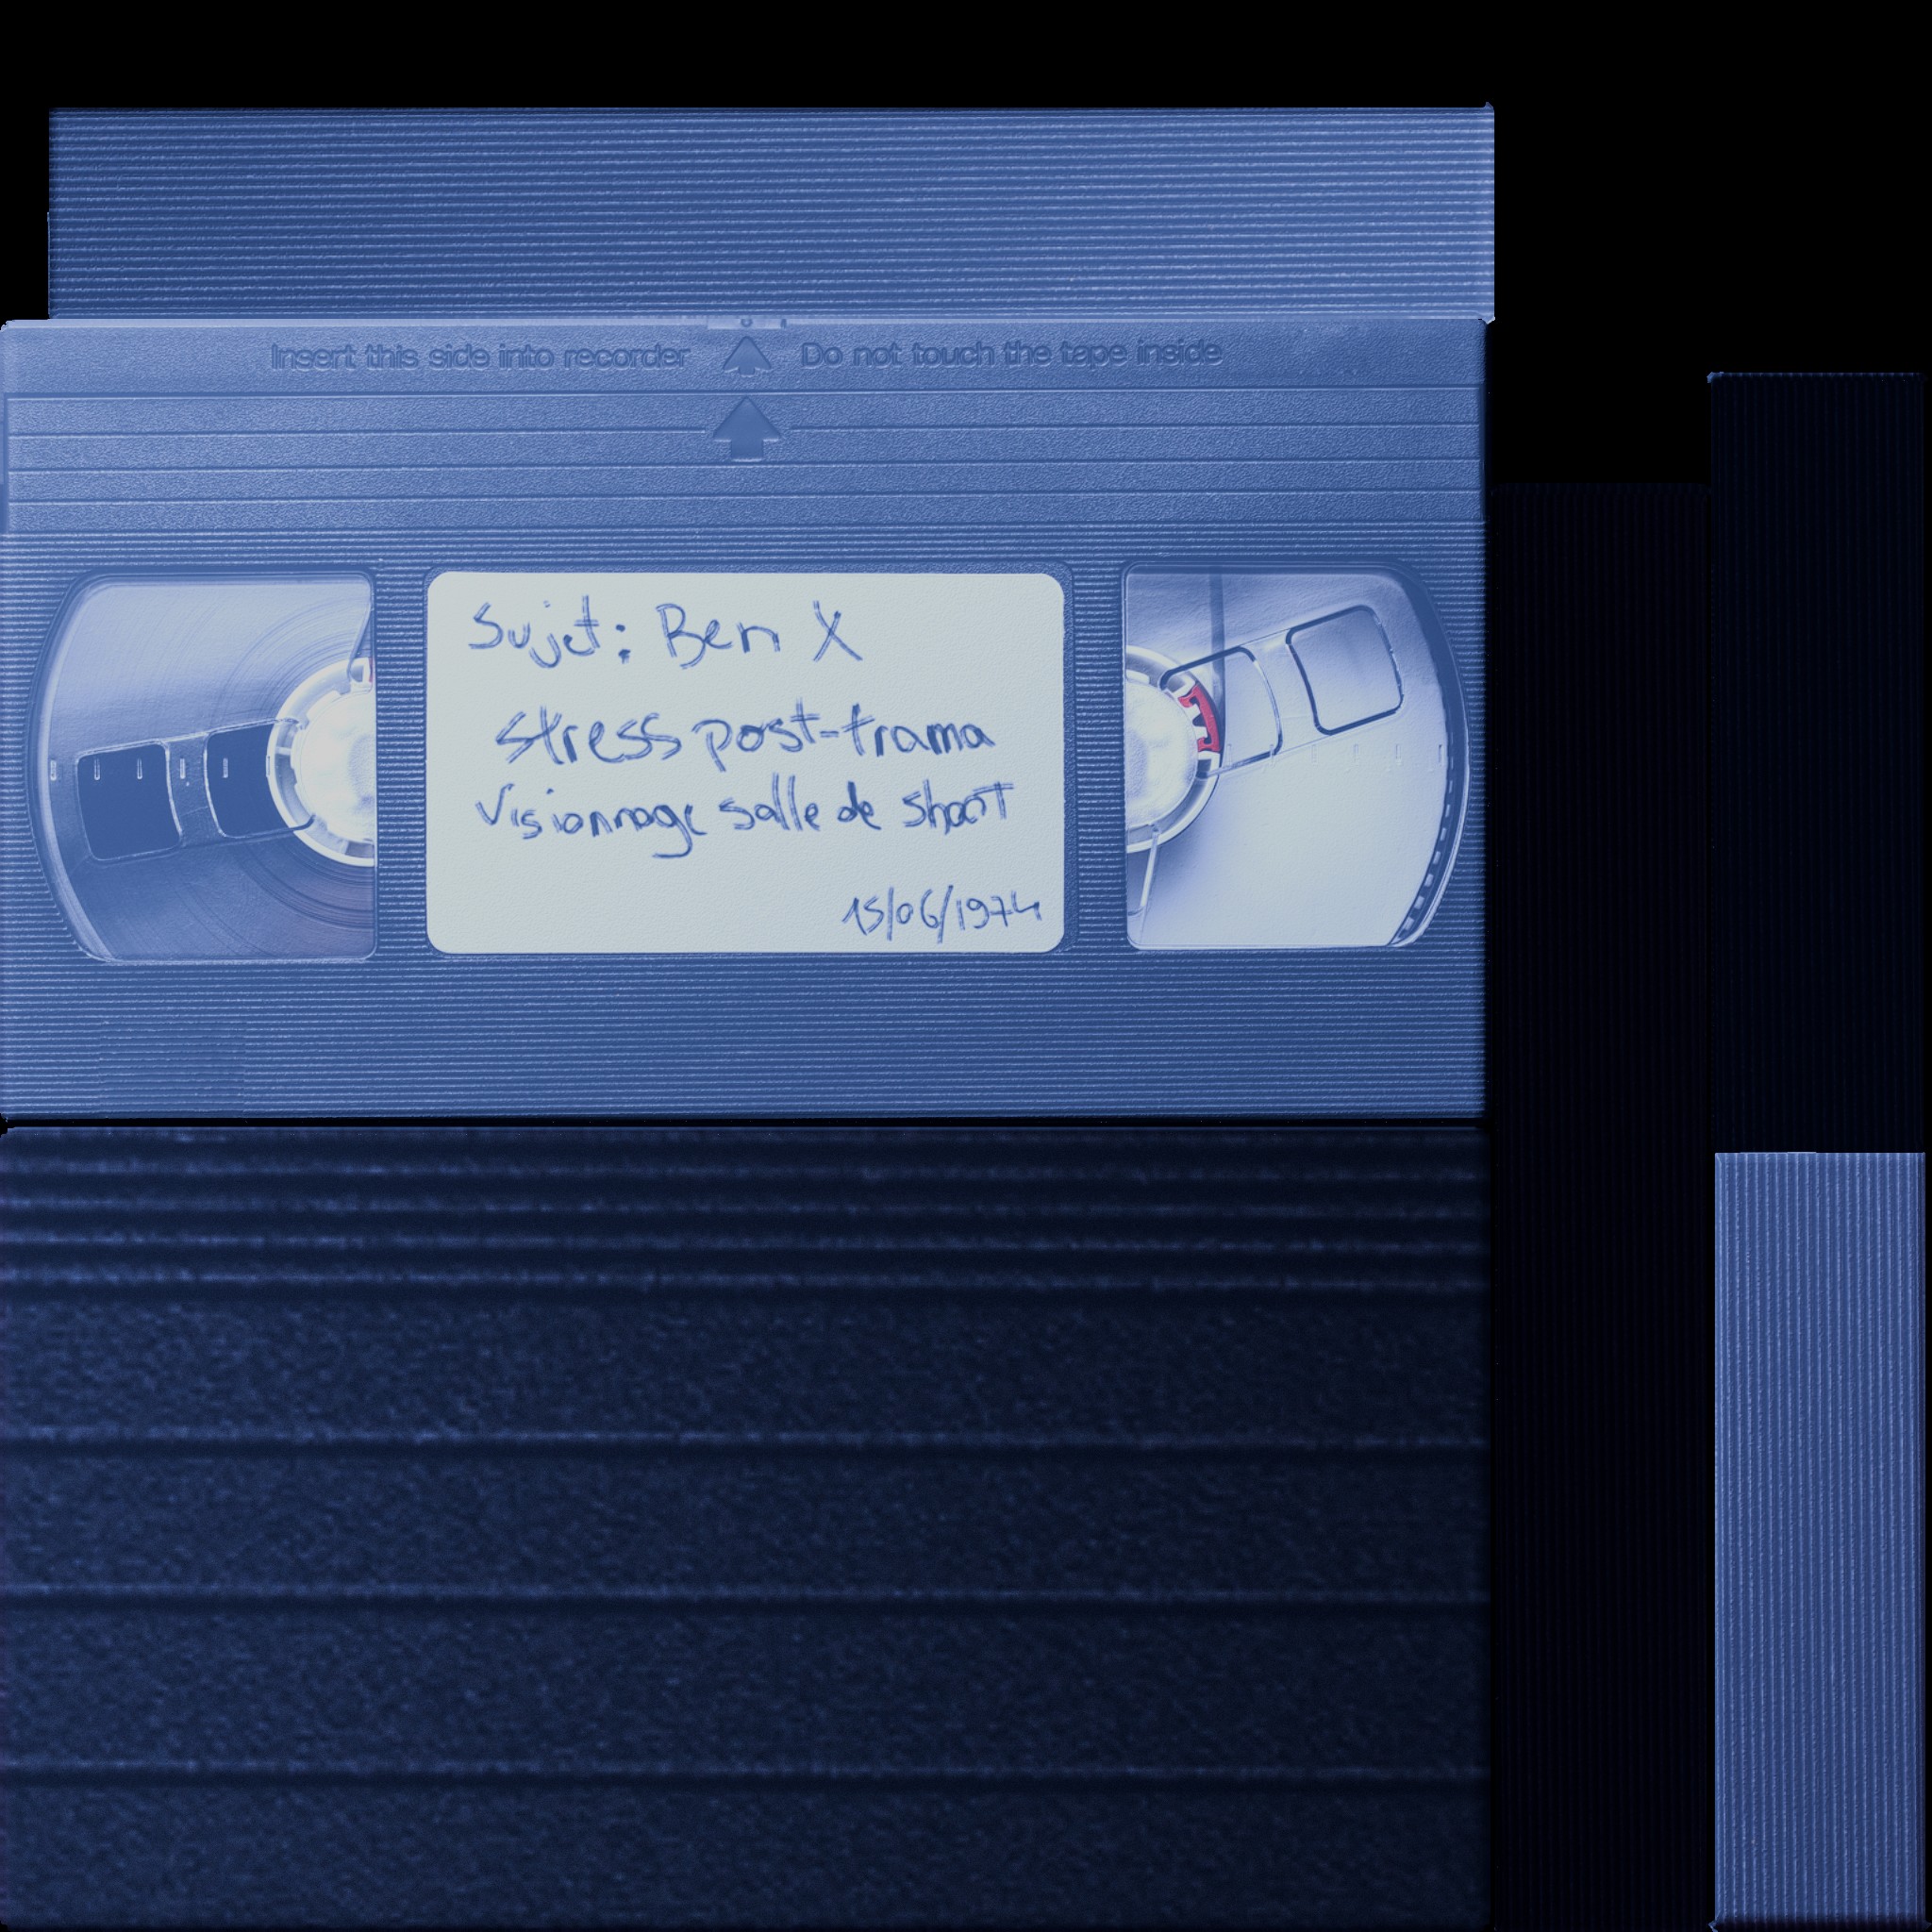 Insert this side into recorder Do not touch the tape inside
Sujet: Ben X
stress post-trama
Visionnage salle de shoot
15/06/1974